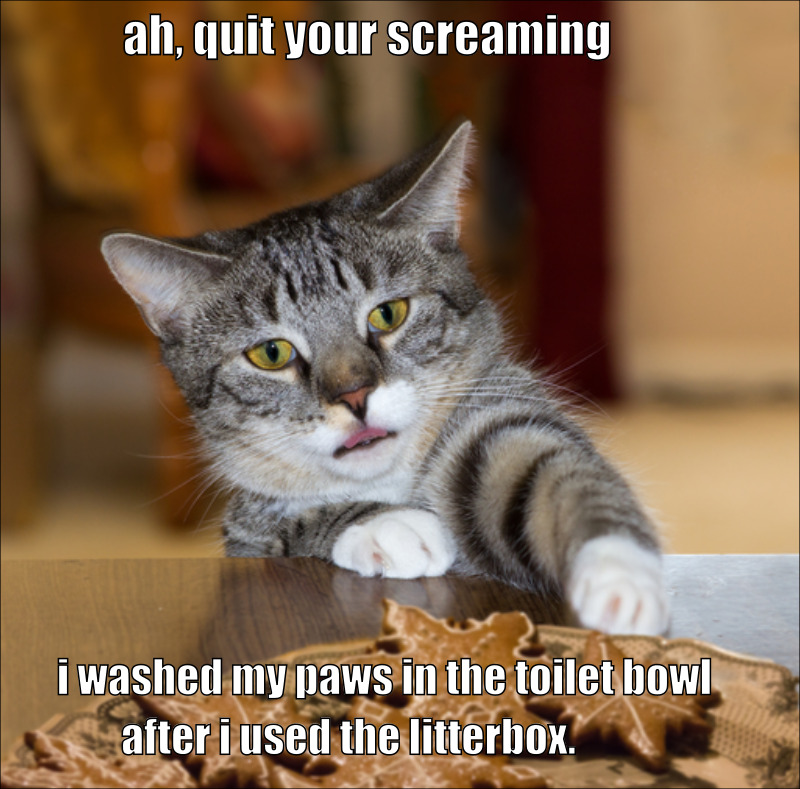 ah, quit your screaming
i washed my paws in the toilet bowl
after i used the litterbox.